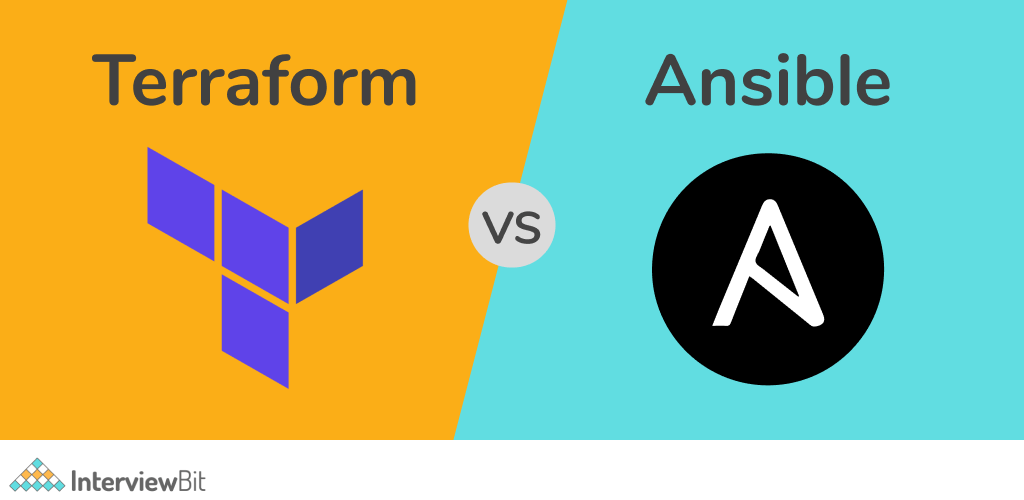 Terraform
Ansible
VS
InterviewBit